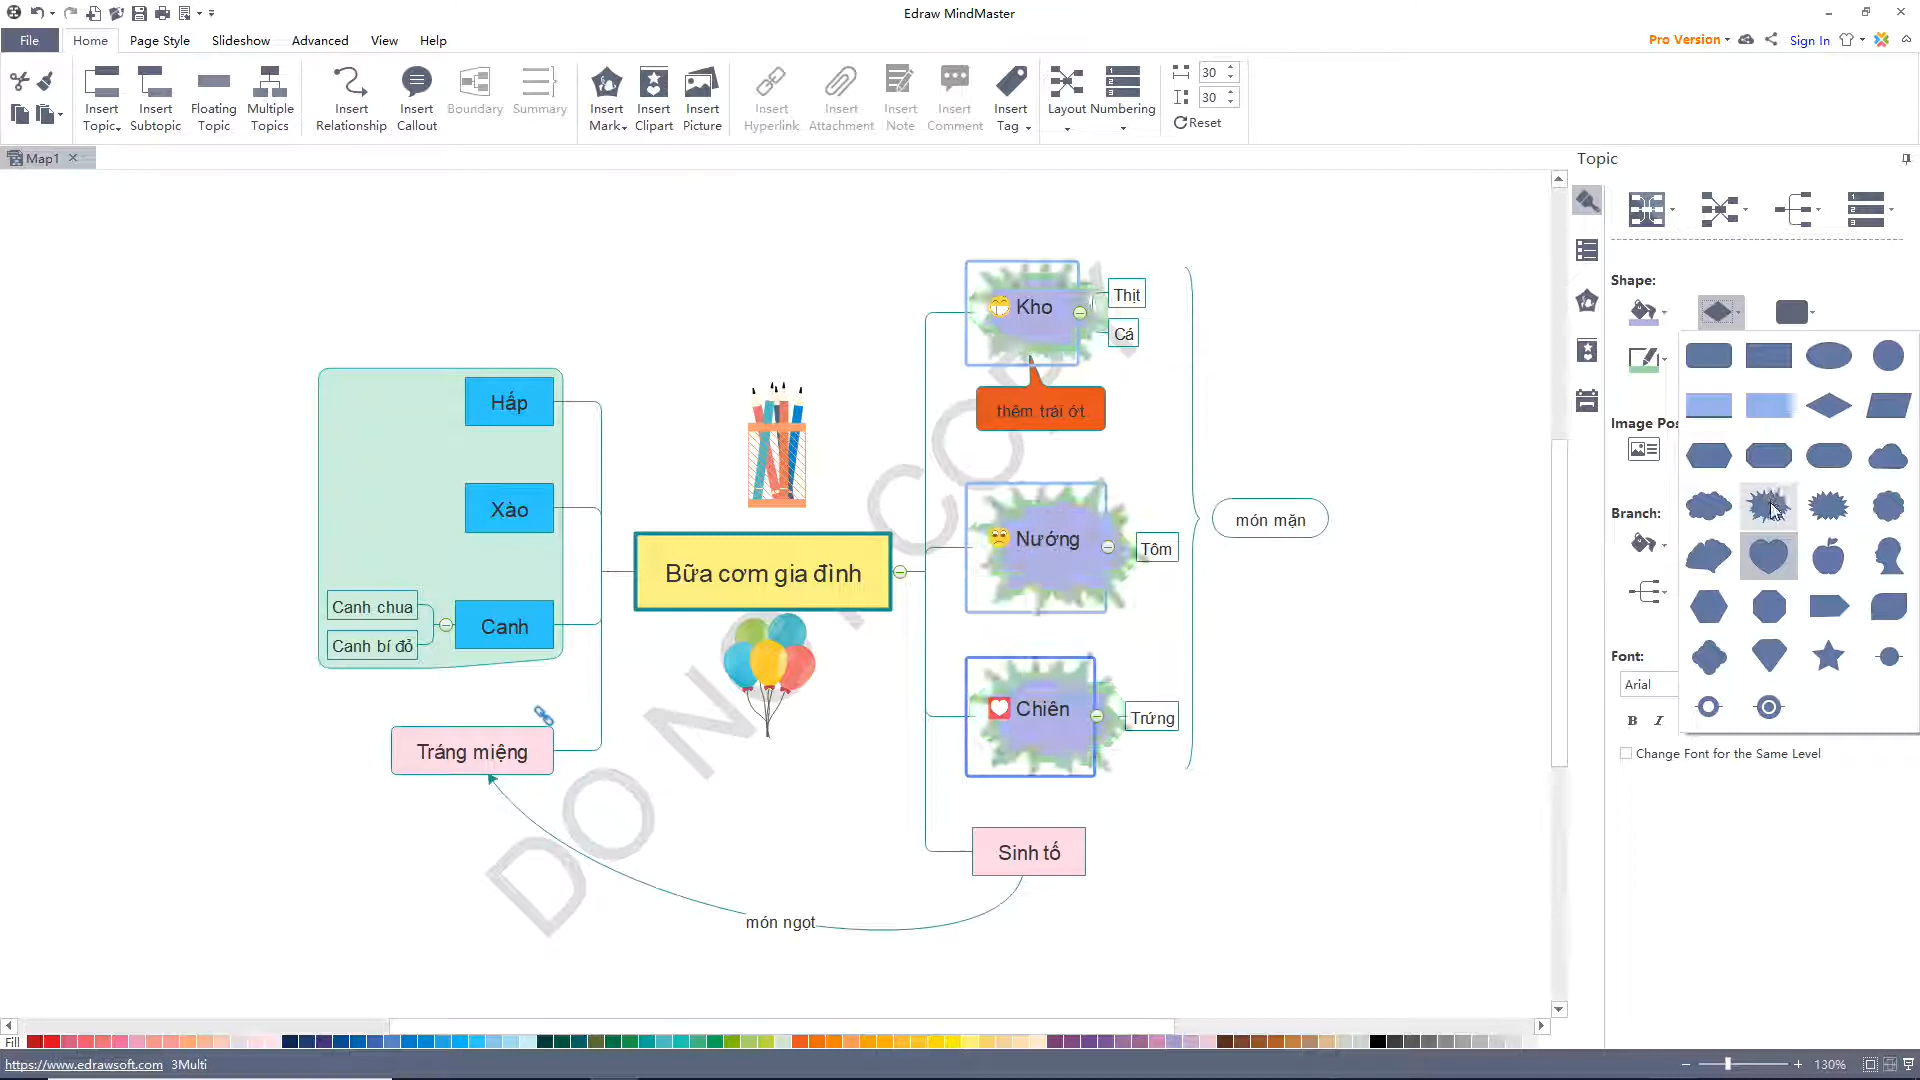 Edraw MindMaster
File Home Page Style Slideshow Advanced View Help
Pro Version Sign In
Insert Topic
Insert Subtopic
Floating Topic
Multiple Topics
Insert Relationship
Insert Callout
Boundary
Summary
Insert Mark
Insert Clipart
Insert Picture
Insert Hyperlink
Insert Attachment
Insert Note
Insert Comment
Insert Tag
Layout
Numbering
30
30
Reset
Map1
Topic
Shape:
Image Pos
Branch:
Font:
Arial
B I
Change Font for the Same Level
Hấp
Xào
Canh
Canh chua
Canh bí đỏ
Tráng miệng
Bữa cơm gia đình
Kho
Thịt
Cá
thêm trái ớt
Nướng
Tôm
món mặn
Chiên
Trứng
Sinh tố
món ngọt
DO NOT COPY
Fill
https://www.edrawsoft.com 3Multi
130%